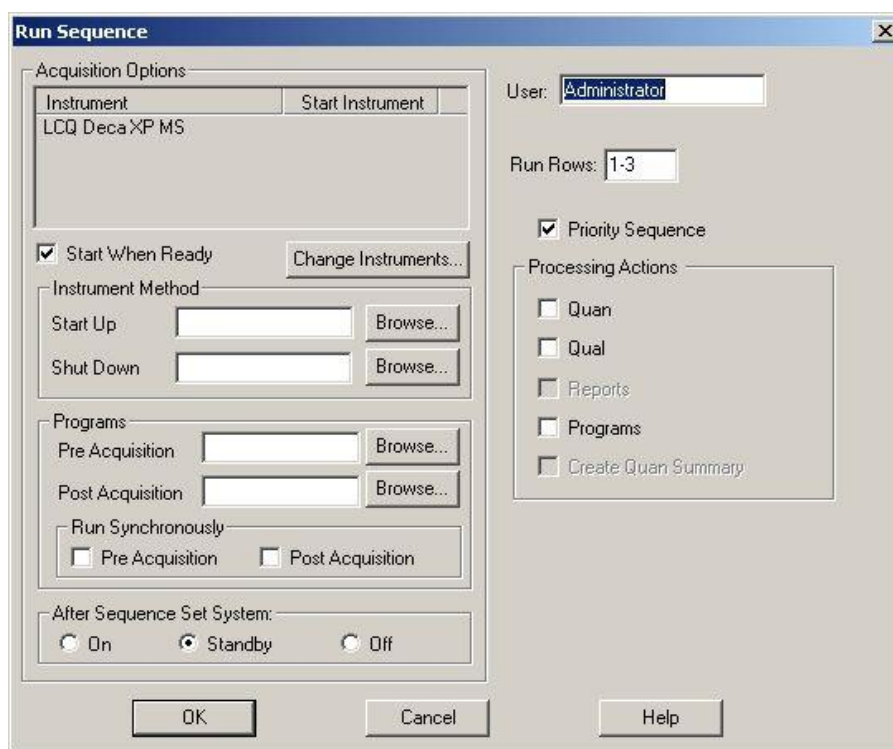 Run Sequence
Acquisition Options
Instrument Start Instrument
LCQ Deca XP MS
User: Administrator
Run Rows: 1-3
Start When Ready
Change Instruments...
Priority Sequence
Instrument Method
Start Up Browse...
Shut Down Browse...
Processing Actions
Quan
Qual
Reports
Programs
Create Quan Summary
Programs
Pre Acquisition Browse...
Post Acquisition Browse...
Run Synchronously
Pre Acquisition Post Acquisition
After Sequence Set System:
On Standby Off
OK Cancel Help